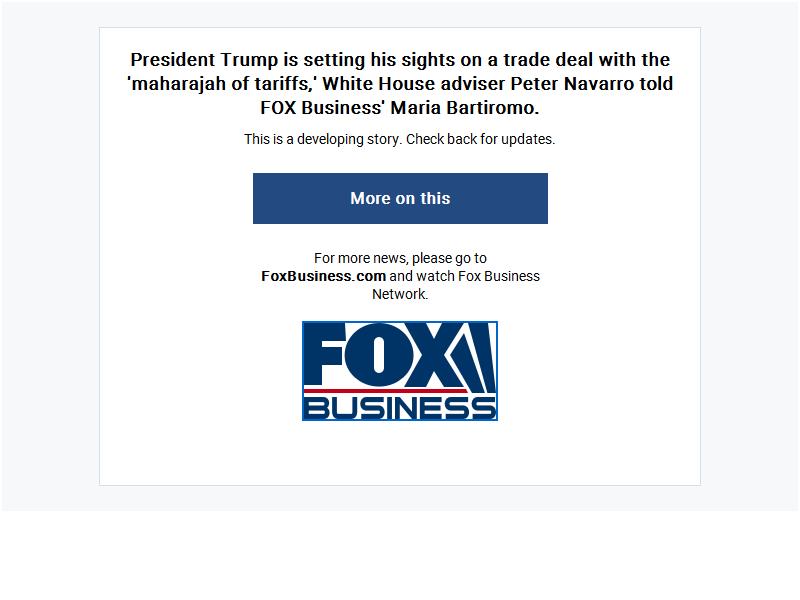 President Trump is setting his sights on a trade deal with the
'maharajah of tariffs,' White House adviser Peter Navarro told
FOX Business' Maria Bartiromo.
This is a developing story. Check back for updates.
More on this
For more news, please go to
FoxBusiness.com and watch Fox Business
Network.
FOX
BUSINESS